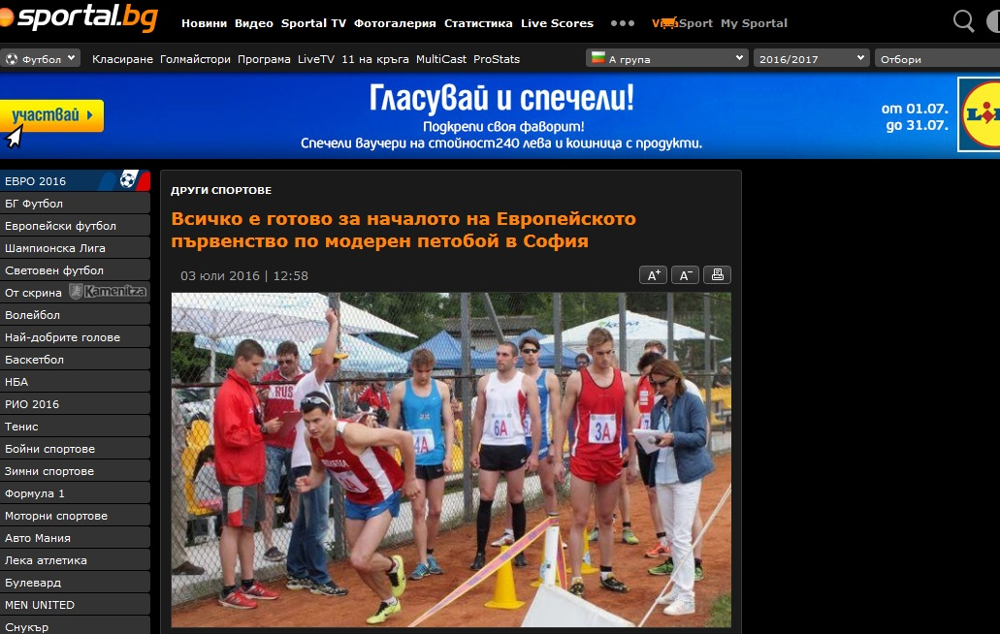 sportal.bg
Новини Видео Sportal TV Фотогалерия Статистика Live Scores ••• Sport My Sportal
Футбол Класиране Голмайстори Програма LiveTV 11 на кръга MultiCast ProStats А група 2016/2017 Отбори
участвай
Гласувай и спечели!
Подкрепи своя фаворит!
Спечели ваучери на стойност240 лева и кошница с продукти.
от 01.07.
до 31.07.
ЕВРО 2016
БГ Футбол
Европейски футбол
Шампионска Лига
Световен футбол
От скрина Kamenitza
Волейбол
Най-добрите голове
Баскетбол
НБА
РИО 2016
Тенис
Бойни спортове
Зимни спортове
Формула 1
Моторни спортове
Авто Мания
Лека атлетика
Булевард
MEN UNITED
Снукър
ДРУГИ СПОРТОВЕ
Всичко е готово за началото на Европейското
първенство по модерен петобой в София
03 юли 2016 | 12:58
A+ A-
RUS
4A
6A
3A